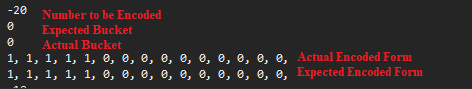 -20 Number to be Encoded
0 Expected Bucket
0 Actual Bucket
1, 1, 1, 1, 1, 0, 0, 0, 0, 0, 0, 0, 0, 0, 0, Actual Encoded Form
1, 1, 1, 1, 1, 0, 0, 0, 0, 0, 0, 0, 0, 0, 0, Expected Encoded Form